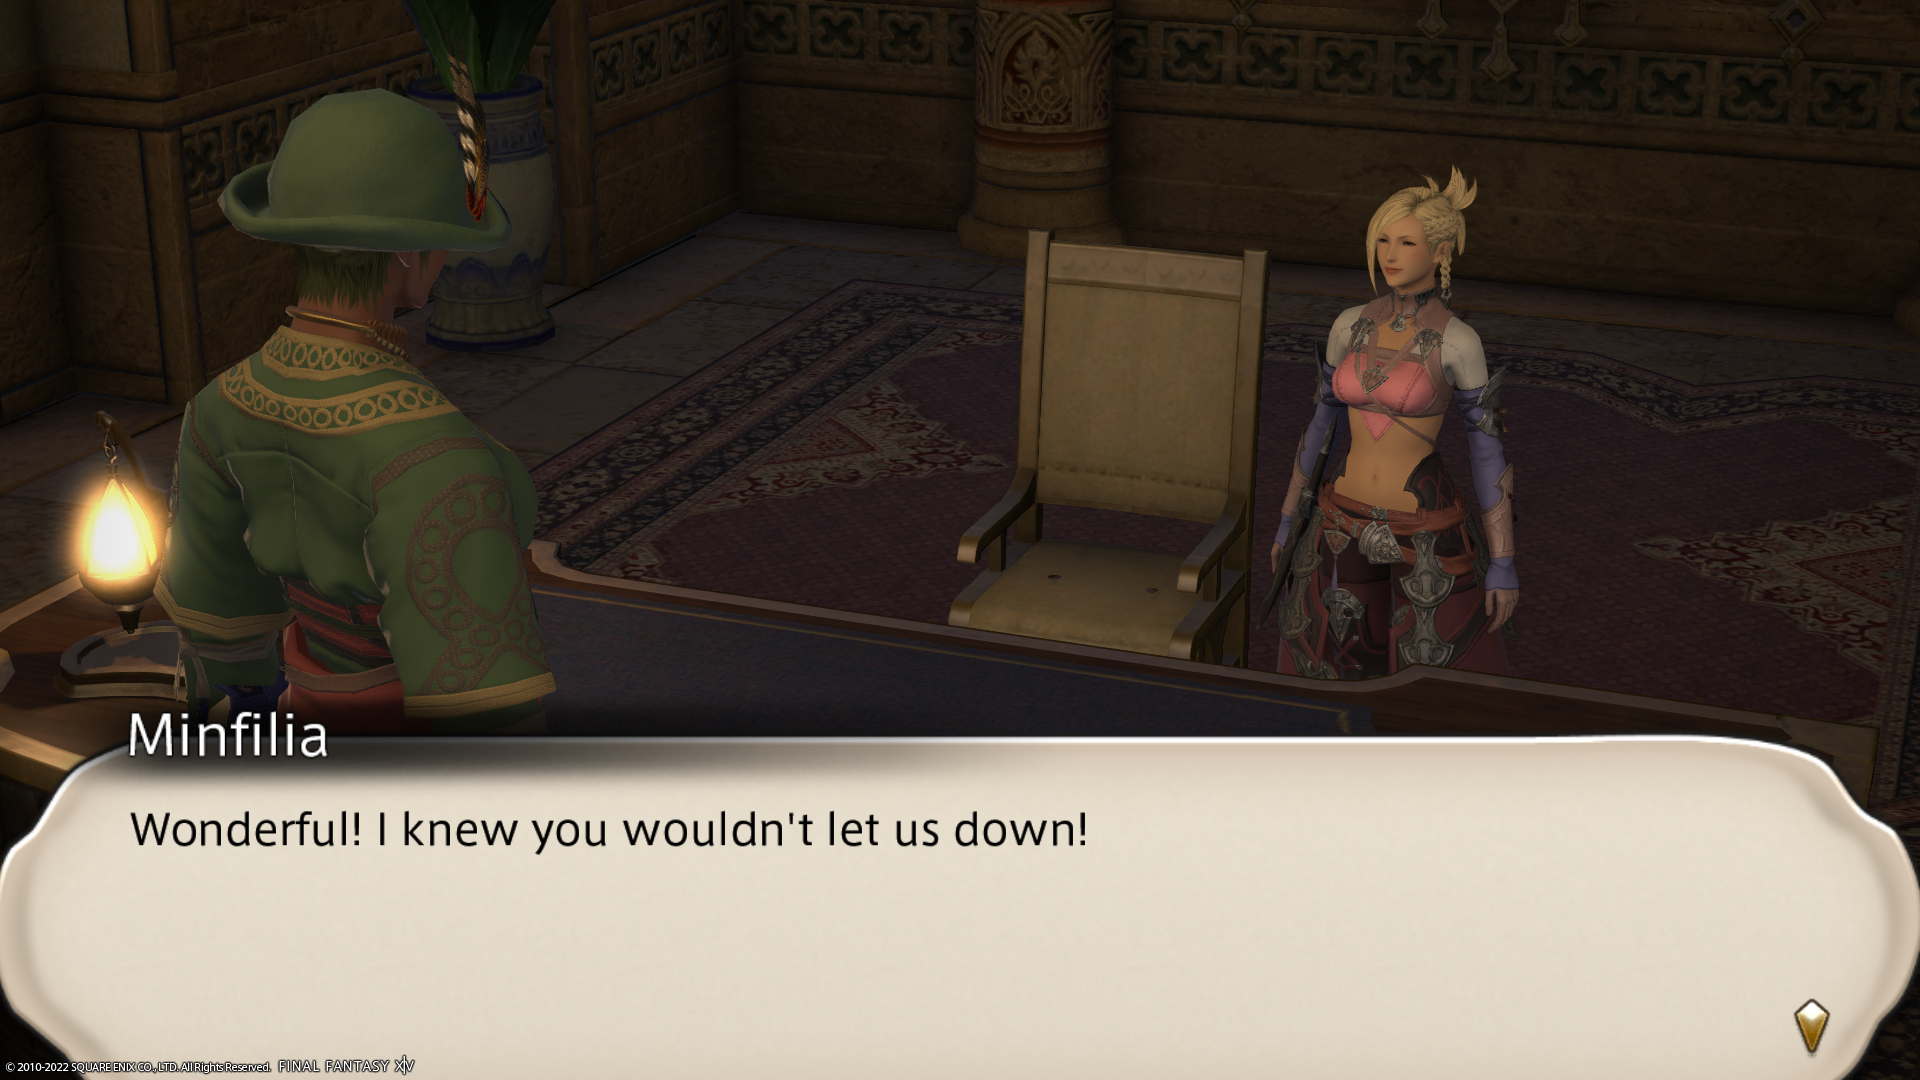 Minfilia
Wonderful! I knew you wouldn't let us down!
© 2010-2022 SQUARE ENIX CO., LTD. All Rights Reserved. FINAL FANTASY XIV